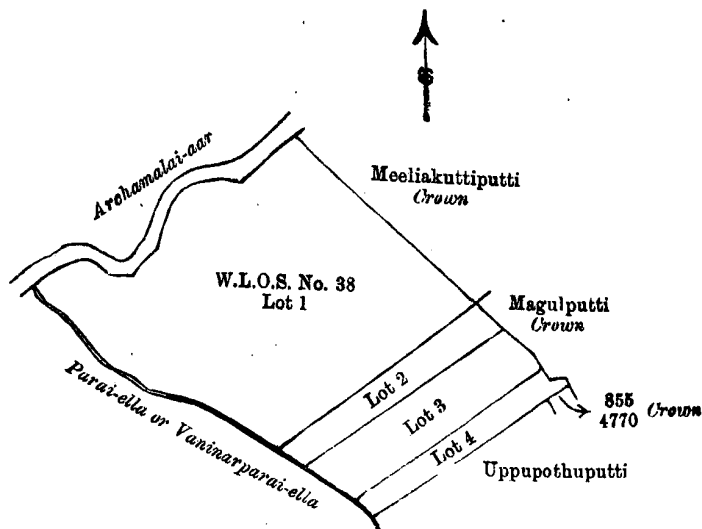 Archamalai-aar
Meeliakuttiputti
Crown
W.L.O.S. No. 38
Lot 1
Magulputti
Crown
Lot 2
Lot 3
Lot 4
855
4770 Crown
Parai-ella or Vaninarparai-ella
Uppupothuputti